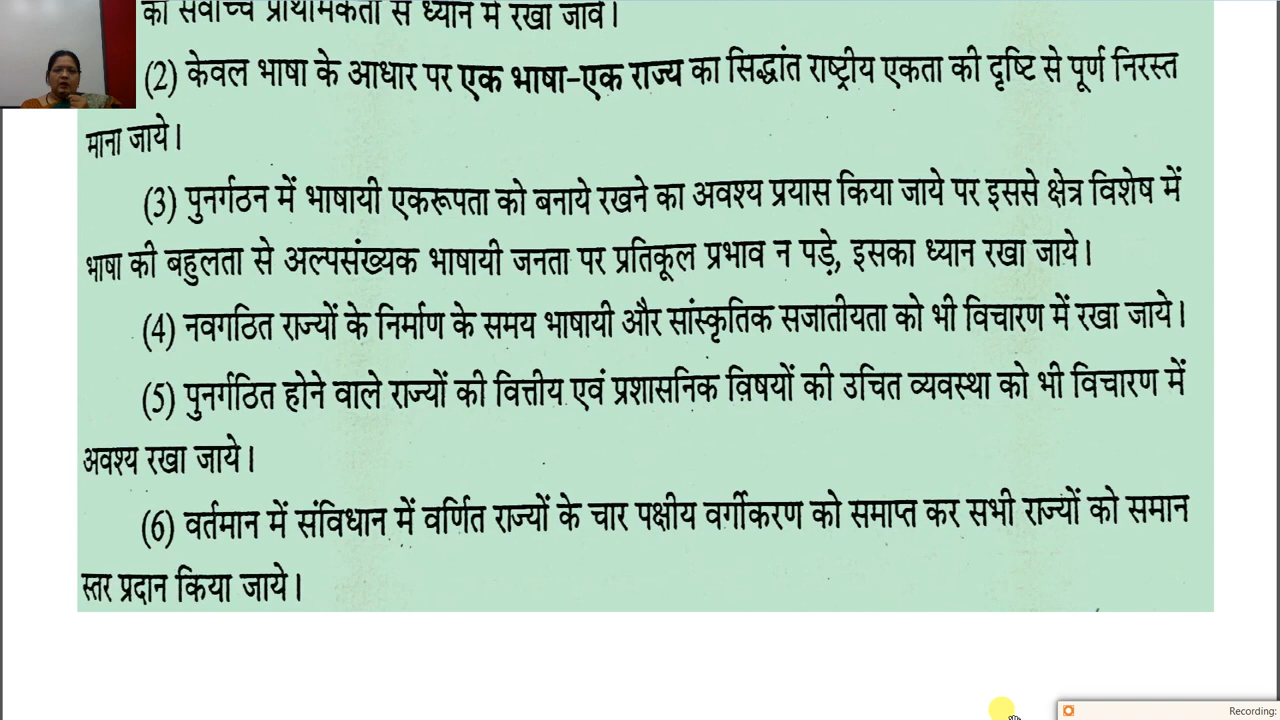 को सर्वोच्च प्राथमिकता से ध्यान में रखा जावे।
(2) केवल भाषा के आधार पर एक भाषा-एक राज्य का सिद्धांत राष्ट्रीय एकता की दृष्टि से पूर्ण निरस्त
माना जाये।
(3) पुनर्गठन में भाषायी एकरूपता को बनाये रखने का अवश्य प्रयास किया जाये पर इससे क्षेत्र विशेष में
भाषा की बहुलता से अल्पसंख्यक भाषायी जनता पर प्रतिकूल प्रभाव न पड़े, इसका ध्यान रखा जाये।
(4) नवगठित राज्यों के निर्माण के समय भाषायी और सांस्कृतिक सजातीयता को भी विचारण में रखा जाये।
(5) पुनर्गठित होने वाले राज्यों की वित्तीय एवं प्रशासनिक विषयों की उचित व्यवस्था को भी विचारण में
अवश्य रखा जाये।
(6) वर्तमान में संविधान में वर्णित राज्यों के चार पक्षीय वर्गीकरण को समाप्त कर सभी राज्यों को समान
स्तर प्रदान किया जाये।
Recording: